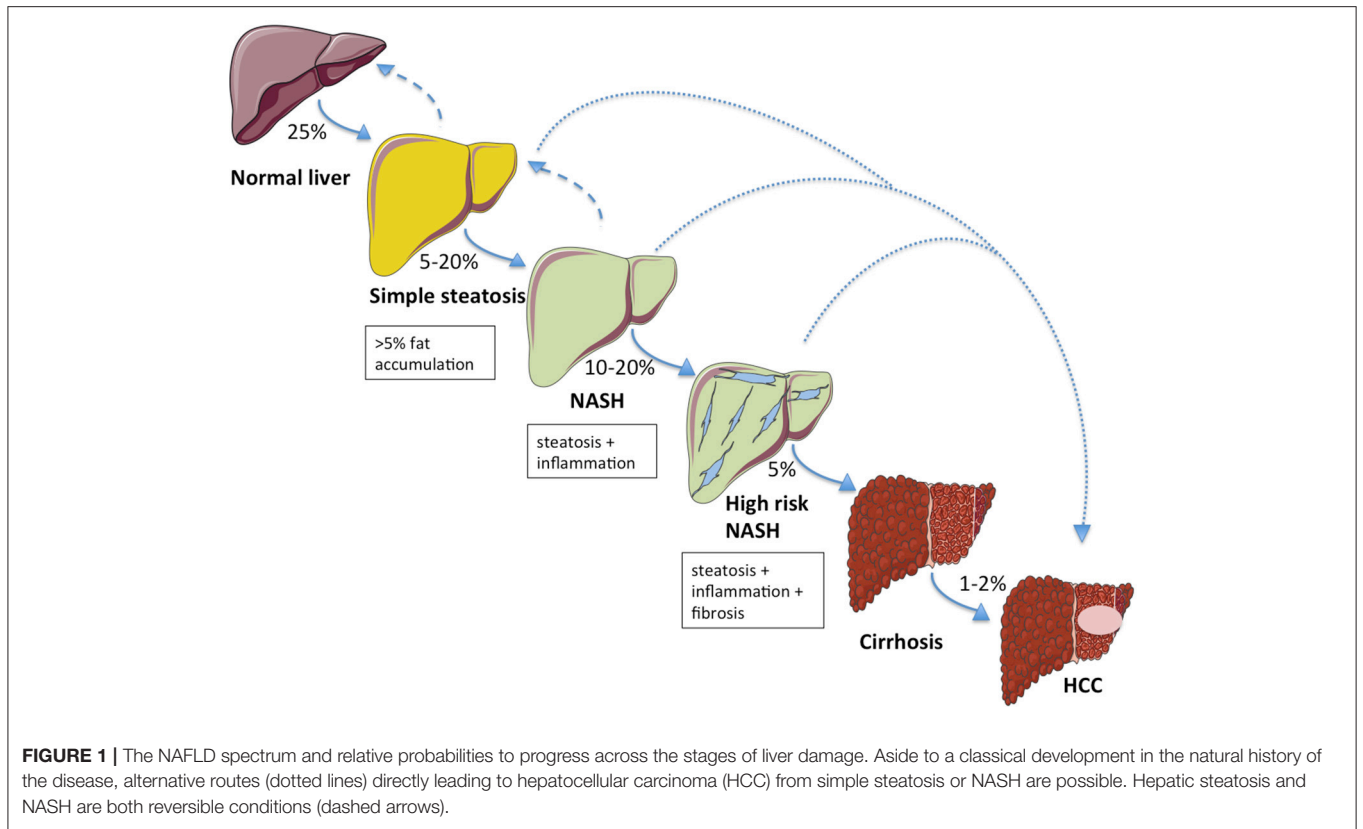 25%
Normal liver
5-20%
Simple steatosis
>5% fat
accumulation
10-20%
NASH
steatosis +
inflammation
5%
High risk
NASH
steatosis +
inflammation +
fibrosis
Cirrhosis
1-2%
HCC
FIGURE 1 | The NAFLD spectrum and relative probabilities to progress across the stages of liver damage. Aside to a classical development in the natural history of
the disease, alternative routes (dotted lines) directly leading to hepatocellular carcinoma (HCC) from simple steatosis or NASH are possible. Hepatic steatosis and
NASH are both reversible conditions (dashed arrows).